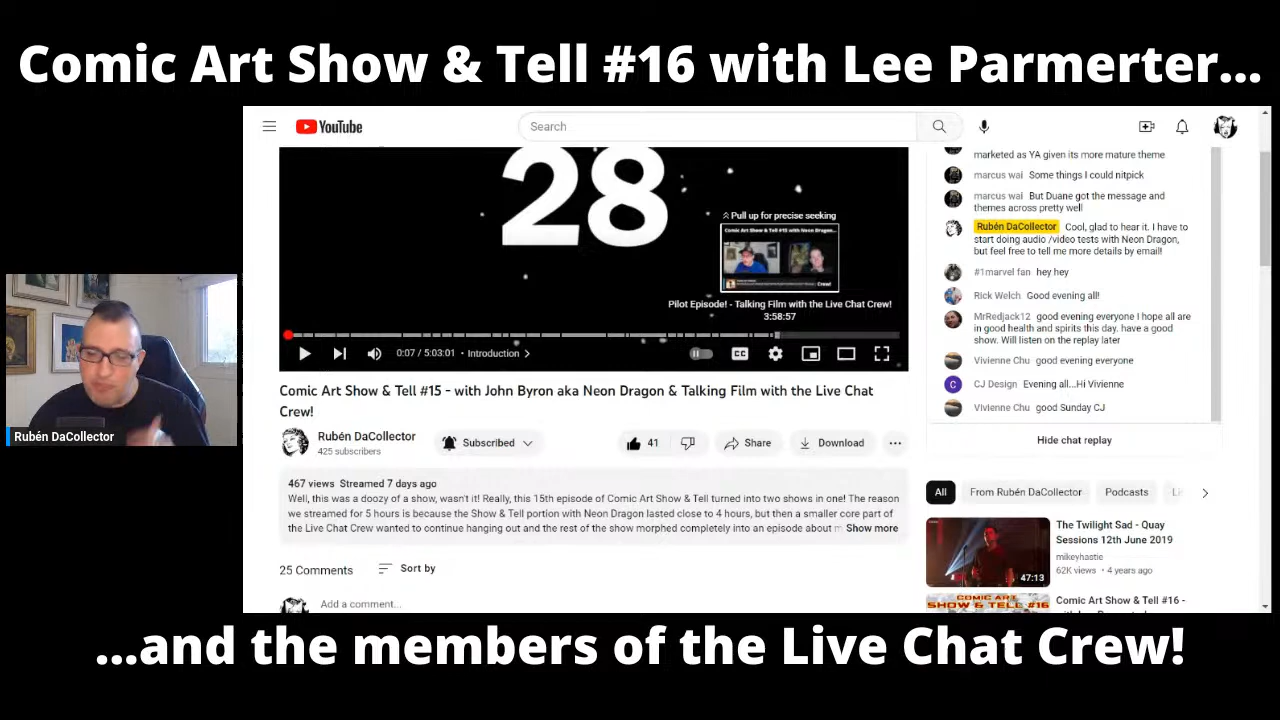 Comic Art Show & Tell #16 with Lee Parmerter...
YouTube
Search
28
Pull up for precise seeking
Comic Art Show & Tell #15 with Neon Dragon...
Crew!
Pilot Episode! - Talking Film with the Live Chat Crew!
3:58:57
0:07 / 5:03:01 • Introduction
CC
Comic Art Show & Tell #15 - with John Byron aka Neon Dragon & Talking Film with the Live Chat
Crew!
Rubén DaCollector
425 subscribers
Subscribed
41
Share
Download
467 views Streamed 7 days ago
Well, this was a doozy of a show, wasn't it! Really, this 15th episode of Comic Art Show & Tell turned into two shows in one! The reason
we streamed for 5 hours is because the Show & Tell portion with Neon Dragon lasted close to 4 hours, but then a smaller core part of
the Live Chat Crew wanted to continue hanging out and the rest of the show morphed completely into an episode about m Show more
25 Comments
Sort by
Add a comment...
marketed as YA given its more mature theme
marcus wai Some things I could nitpick
marcus wai But Duane got the message and
themes across pretty well
Rubén DaCollector Cool, glad to hear it. I have to
start doing audio /video tests with Neon Dragon,
but feel free to tell me more details by email!
#1marvel fan hey hey
Rick Welch Good evening all!
MrRedjack12 good evening everyone I hope all are
in good health and spirits this day. have a good
show. Will listen on the replay later
Vivienne Chu good evening everyone
C CJ Design Evening all...Hi Vivienne
Vivienne Chu good Sunday CJ
Hide chat replay
All
From Rubén DaCollector
Podcasts
The Twilight Sad - Quay
Sessions 12th June 2019
mikeyhastie
62K views • 4 years ago
47:13
COMIC ART
SHOW & TELL #16
Comic Art Show & Tell #16 -
Rubén DaCollector
...and the members of the Live Chat Crew!